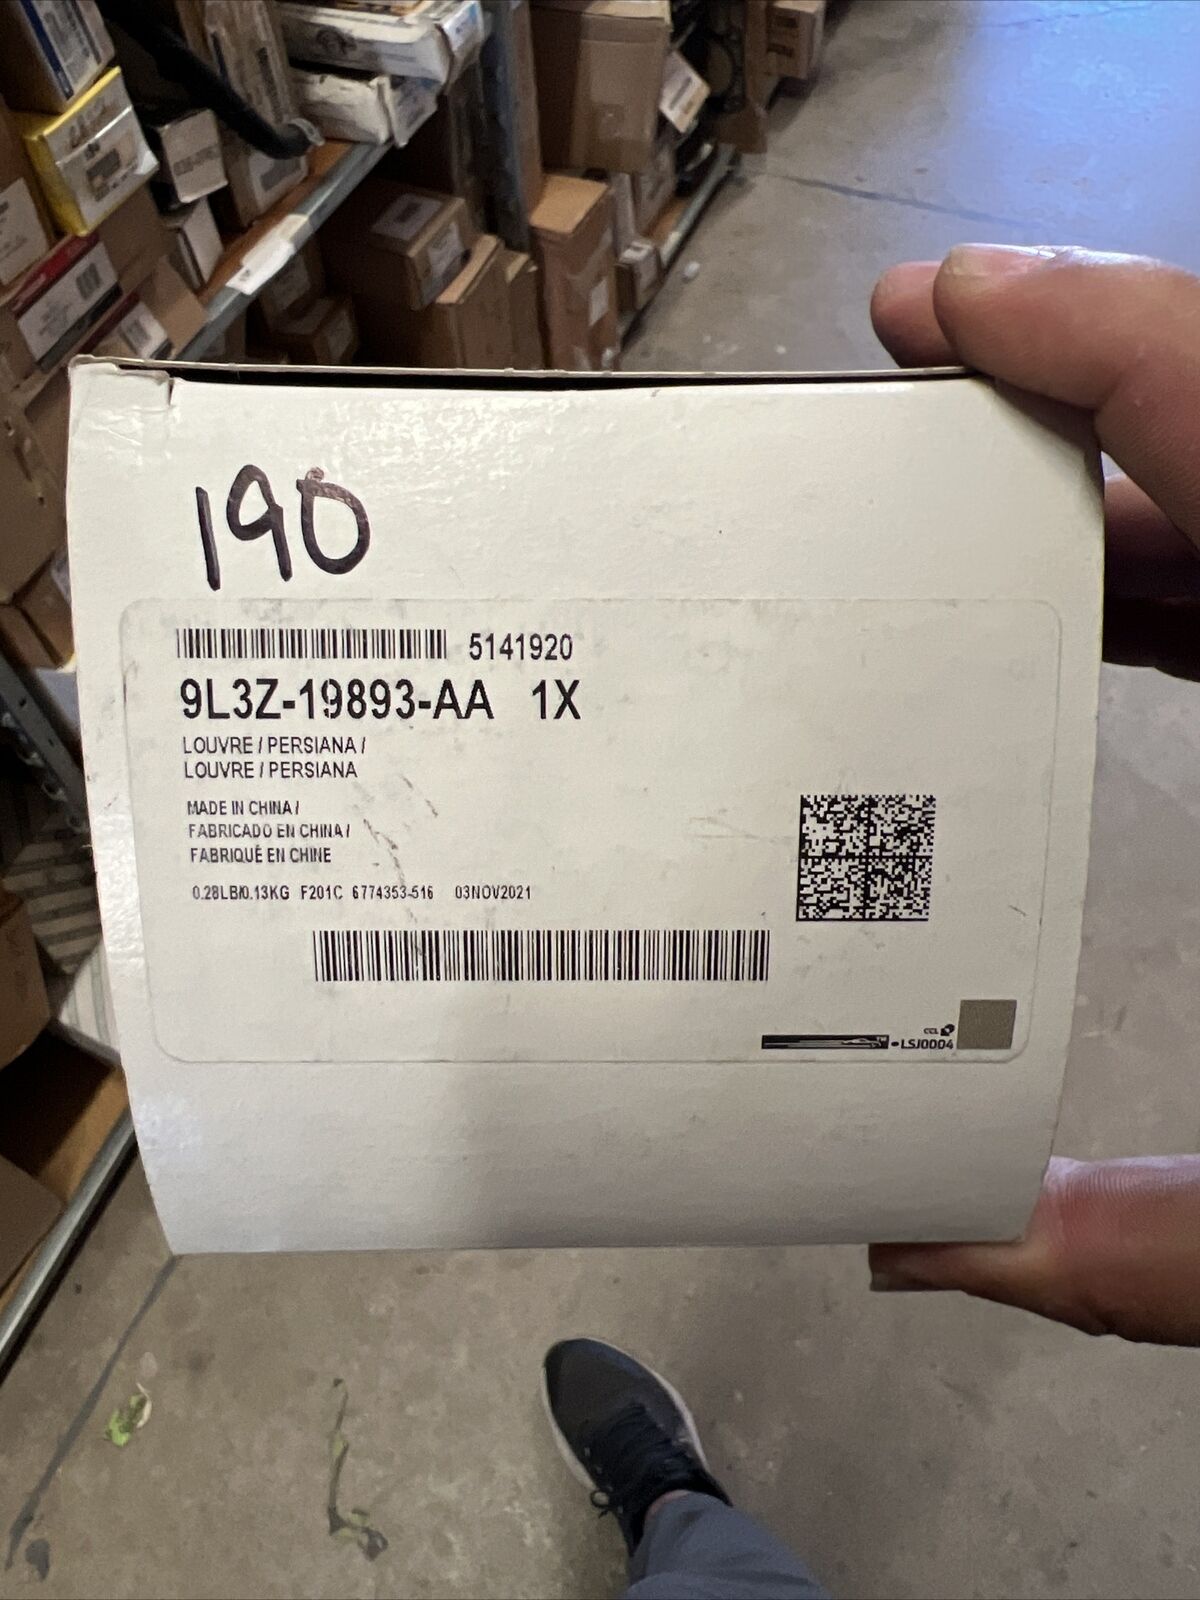 190
5141920
9L3Z-19893-AA 1X
LOUVRE / PERSIANA /
LOUVRE / PERSIANA
MADE IN CHINA /
FABRICADO EN CHINA /
FABRIQUÉ EN CHINE
0.28LB/0.13KG F201C 6774353-516 03NOV2021
CCL
•LSJ0004